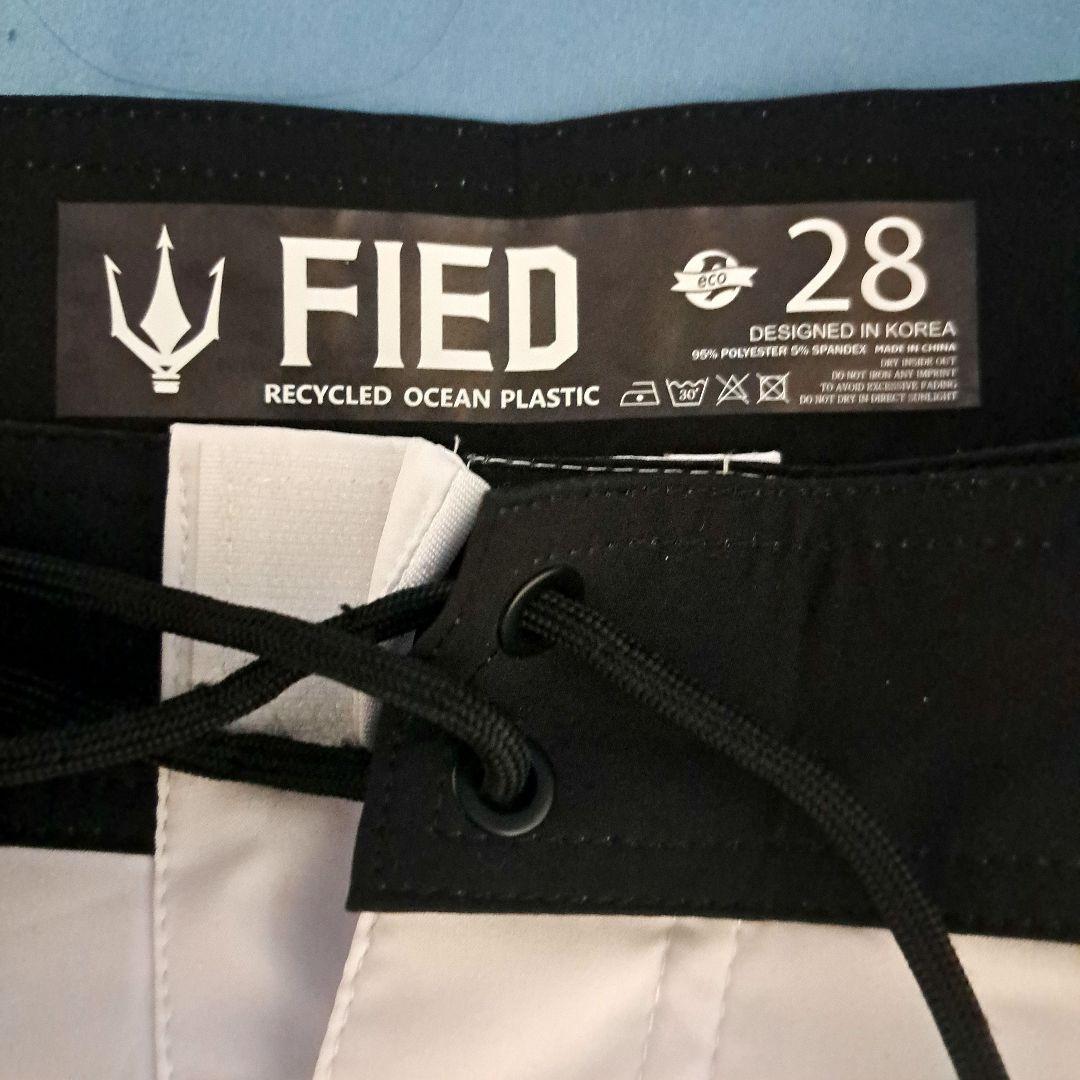 FIED
RECYCLED OCEAN PLASTIC
eco
28
DESIGNED IN KOREA
95% POLYESTER 5% SPANDEX MADE IN CHINA
DRY INSIDE OUT
DO NOT IRON ANY IMPRINT
TO AVOID EXCESSIVE FADING
DO NOT DRY IN DIRECT SUNLIGHT
30°